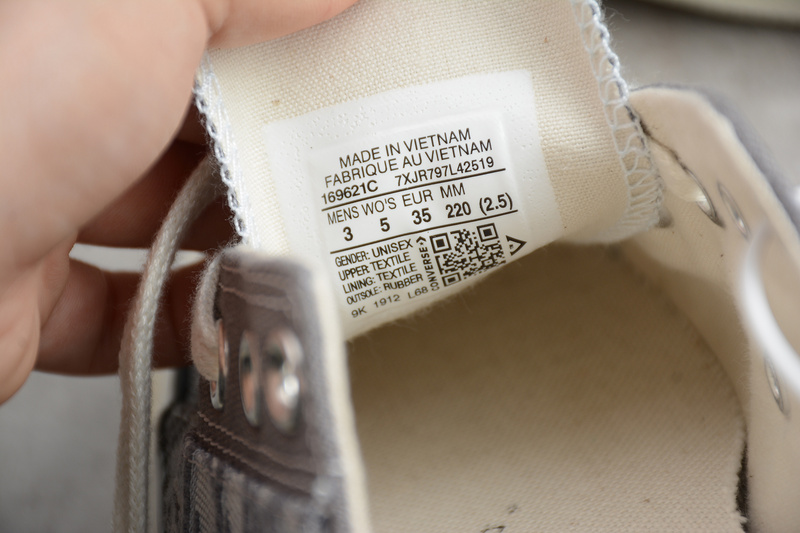 MADE IN VIETNAM
FABRIQUE AU VIETNAM
169621C 7XJR797L42519
MENS WO'S EUR MM
3 5 35 220 (2.5)
GENDER: UNISEX
UPPER: TEXTILE
LINING: TEXTILE
OUTSOLE: RUBBER
9K 1912 L68
CONVERSE